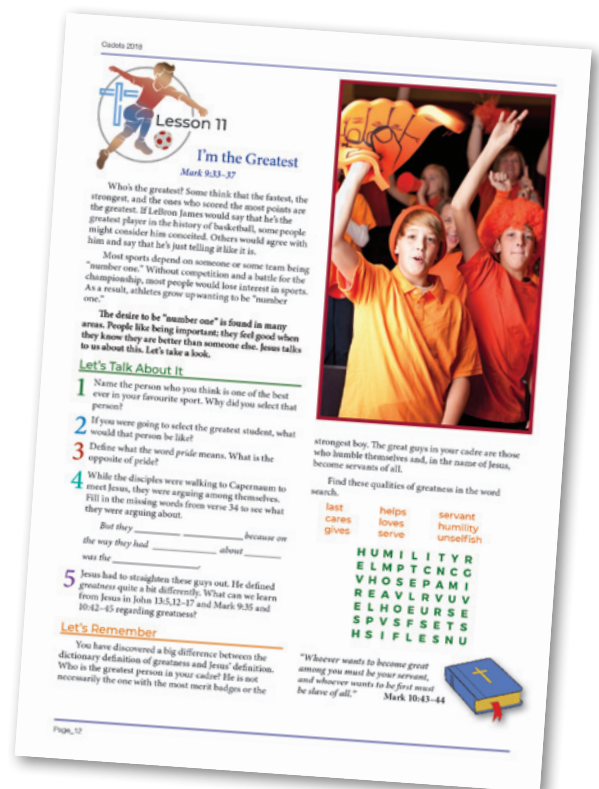 Cadets 2018
Lesson 11
I'm the Greatest
Mark 9:33–37
Who's the greatest? Some think that the fastest, the
strongest, and the ones who scored the most points are
the greatest. If LeBron James would say that he's the
greatest player in the history of basketball, some people
might consider him conceited. Others would agree with
him and say that he's just telling it like it is.
Most sports depend on someone or some team being
"number one." Without competition and a battle for the
championship, most people would lose interest in sports.
As a result, athletes grow up wanting to be "number
one."
The desire to be "number one" is found in many
areas. People like being important; they feel good when
they know they are better than someone else. Jesus talks
to us about this. Let's take a look.
Let's Talk About It
1 Name the person who you think is one of the best
ever in your favourite sport. Why did you select that
person?
2 If you were going to select the greatest student, what
would that person be like?
3 Define what the word pride means. What is the
opposite of pride?
4 While the disciples were walking to Capernaum to
meet Jesus, they were arguing among themselves.
Fill in the missing words from verse 34 to see what
they were arguing about.
But they ________ ________ because on
the way they had ________ about ________
was the ________.
5 Jesus had to straighten these guys out. He defined
greatness quite a bit differently. What can we learn
from Jesus in John 13:5,12–17 and Mark 9:35 and
10:42–45 regarding greatness?
Let's Remember
You have discovered a big difference between the
dictionary definition of greatness and Jesus' definition.
Who is the greatest person in your cadre? He is not
necessarily the one with the most merit badges or the
strongest boy. The great guys in your cadre are those
who humble themselves and, in the name of Jesus,
become servants of all.
Find these qualities of greatness in the word
search.
last helps servant
cares loves humility
gives serve unselfish
H U M I L I T Y R
E L M P T C N C G
V H O S E P A M I
R E A V L R V U V
E L H O E U R S E
S P V S F S E T S
H S I F L E S N U
"Whoever wants to become great
among you must be your servant,
and whoever wants to be first must
be slave of all." Mark 10:43–44
Page_12